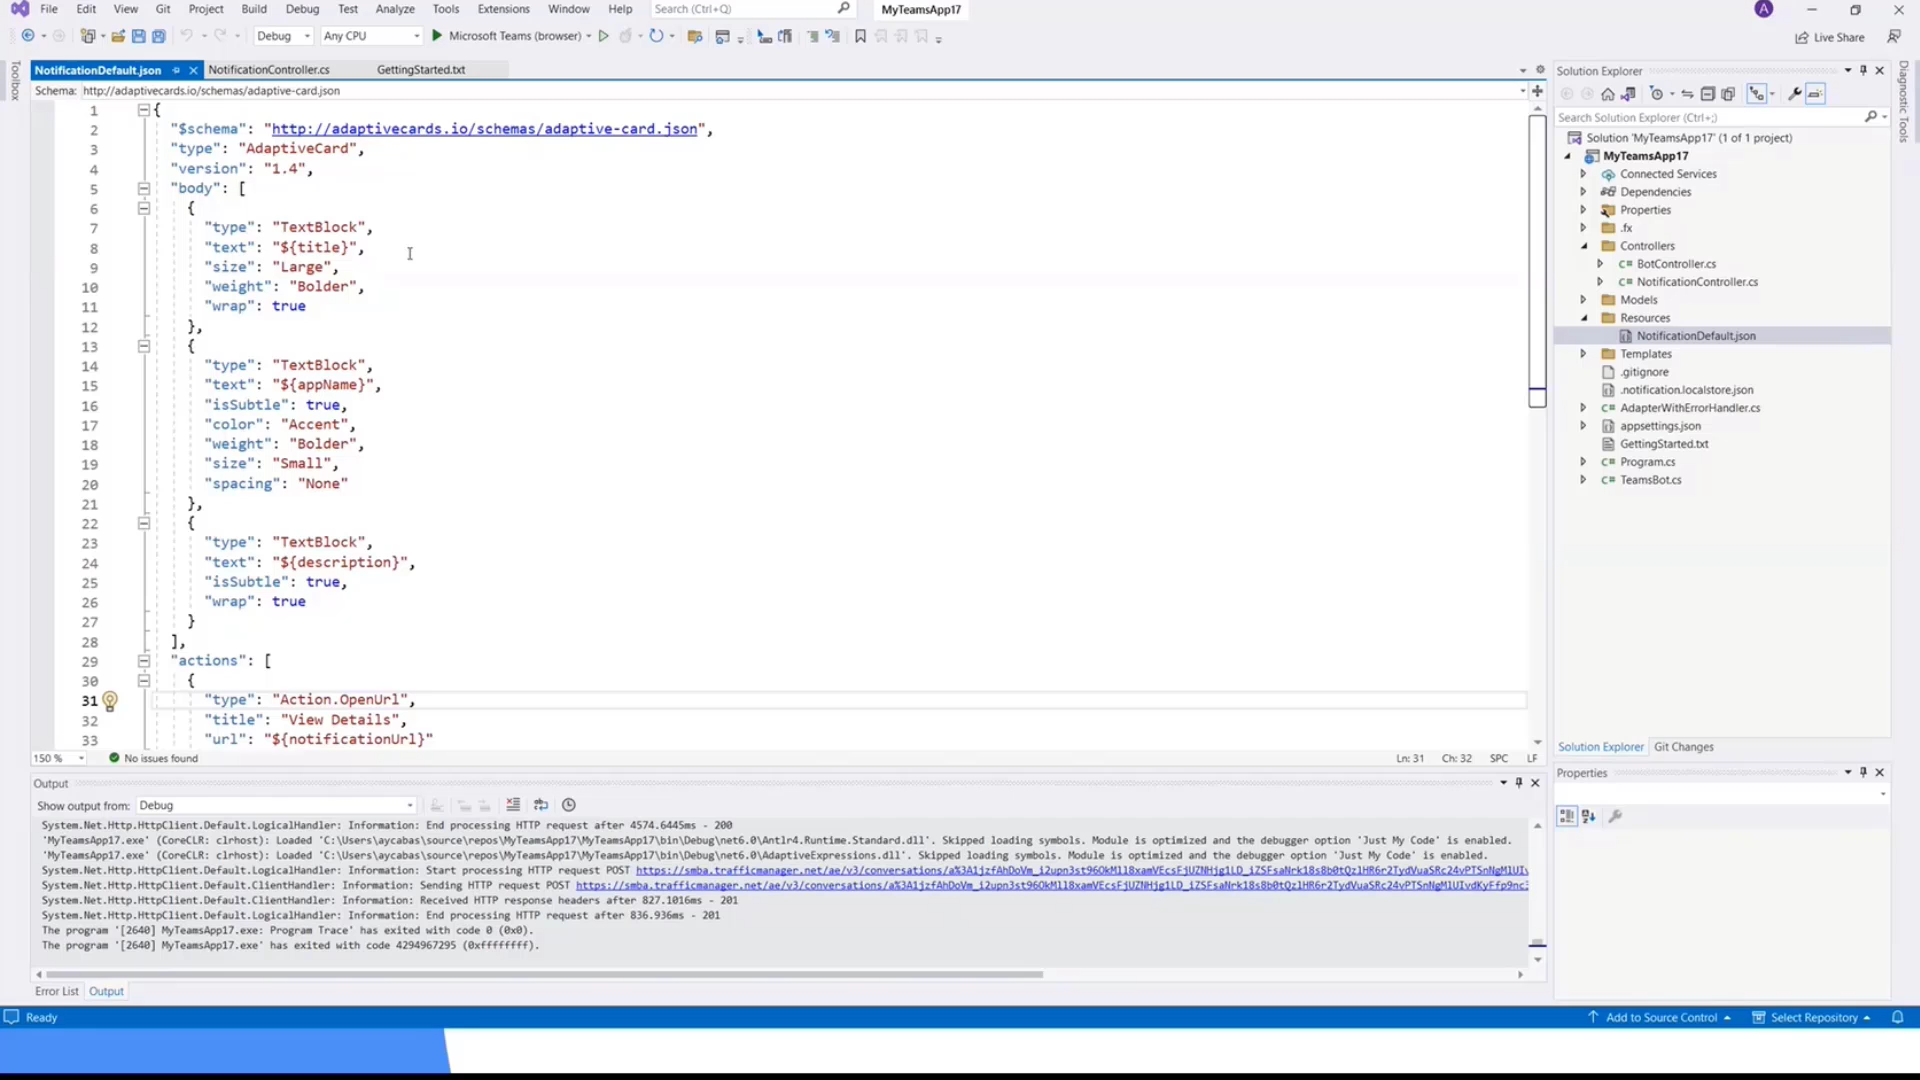 File Edit View Git Project Build Debug Test Analyze Tools Extensions Window Help Search (Ctrl+Q) MyTeamsApp17 A
Debug Any CPU Microsoft Teams (browser) Live Share
Toolbox
NotificationDefault.json NotificationController.cs GettingStarted.txt
Schema: http://adaptivecards.io/schemas/adaptive-card.json
1 {
2 "$schema": "http://adaptivecards.io/schemas/adaptive-card.json",
3 "type": "AdaptiveCard",
4 "version": "1.4",
5 "body": [
6 {
7 "type": "TextBlock",
8 "text": "${title}",
9 "size": "Large",
10 "weight": "Bolder",
11 "wrap": true
12 },
13 {
14 "type": "TextBlock",
15 "text": "${appName}",
16 "isSubtle": true,
17 "color": "Accent",
18 "weight": "Bolder",
19 "size": "Small",
20 "spacing": "None"
21 },
22 {
23 "type": "TextBlock",
24 "text": "${description}",
25 "isSubtle": true,
26 "wrap": true
27 }
28 ],
29 "actions": [
30 {
31 "type": "Action.OpenUrl",
32 "title": "View Details",
33 "url": "${notificationUrl}"
150 % No issues found Ln: 31 Ch: 32 SPC LF
Solution Explorer
Search Solution Explorer (Ctrl+;)
Solution 'MyTeamsApp17' (1 of 1 project)
MyTeamsApp17
Connected Services
Dependencies
Properties
.fx
Controllers
C# BotController.cs
C# NotificationController.cs
Models
Resources
NotificationDefault.json
Templates
.gitignore
.notification.localstore.json
C# AdapterWithErrorHandler.cs
appsettings.json
GettingStarted.txt
C# Program.cs
C# TeamsBot.cs
Solution Explorer Git Changes
Properties
Diagnostic Tools
Output
Show output from: Debug
System.Net.Http.HttpClient.Default.LogicalHandler: Information: End processing HTTP request after 4574.6445ms - 200
'MyTeamsApp17.exe' (CoreCLR: clrhost): Loaded 'C:\Users\aycabas\source\repos\MyTeamsApp17\MyTeamsApp17\bin\Debug\net6.0\Antlr4.Runtime.Standard.dll'. Skipped loading symbols. Module is optimized and the debugger option 'Just My Code' is enabled.
'MyTeamsApp17.exe' (CoreCLR: clrhost): Loaded 'C:\Users\aycabas\source\repos\MyTeamsApp17\MyTeamsApp17\bin\Debug\net6.0\AdaptiveExpressions.dll'. Skipped loading symbols. Module is optimized and the debugger option 'Just My Code' is enabled.
System.Net.Http.HttpClient.Default.LogicalHandler: Information: Start processing HTTP request POST
System.Net.Http.HttpClient.Default.ClientHandler: Information: Sending HTTP request POST
System.Net.Http.HttpClient.Default.ClientHandler: Information: Received HTTP response headers after 827.1016ms - 201
System.Net.Http.HttpClient.Default.LogicalHandler: Information: End processing HTTP request after 836.936ms - 201
The program '[2640] MyTeamsApp17.exe: Program Trace' has exited with code 0 (0x0).
The program '[2640] MyTeamsApp17.exe' has exited with code 4294967295 (0xffffffff).
Error List Output
Ready Add to Source Control Select Repository